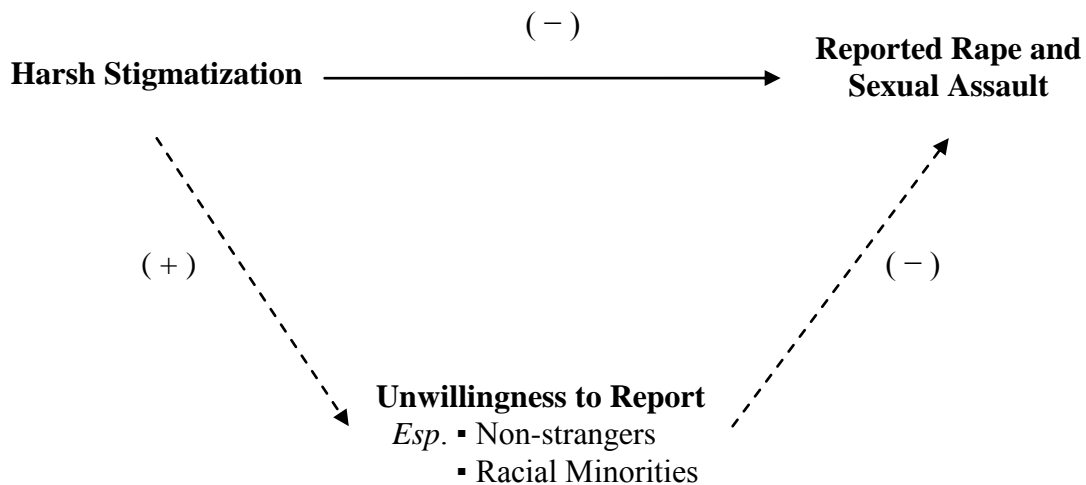 ( − )
Harsh Stigmatization
Reported Rape and
Sexual Assault
( + )
( − )
Unwillingness to Report
Esp. ▪ Non-strangers
▪ Racial Minorities